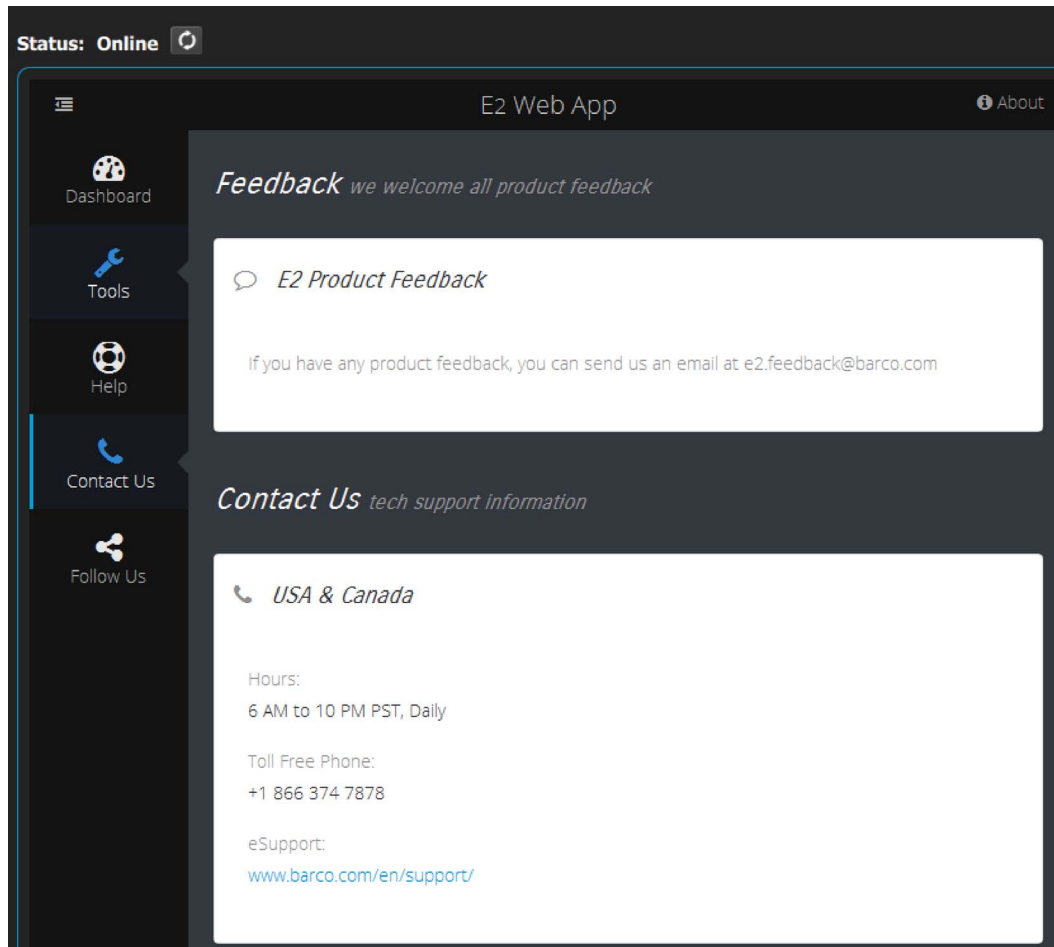 Status: Online
E2 Web App
About
Dashboard
Tools
Help
Contact Us
Follow Us
Feedback we welcome all product feedback
E2 Product Feedback
If you have any product feedback, you can send us an email at e2.feedback@barco.com
Contact Us tech support information
USA & Canada
Hours:
6 AM to 10 PM PST, Daily
Toll Free Phone:
+1 866 374 7878
eSupport:
www.barco.com/en/support/